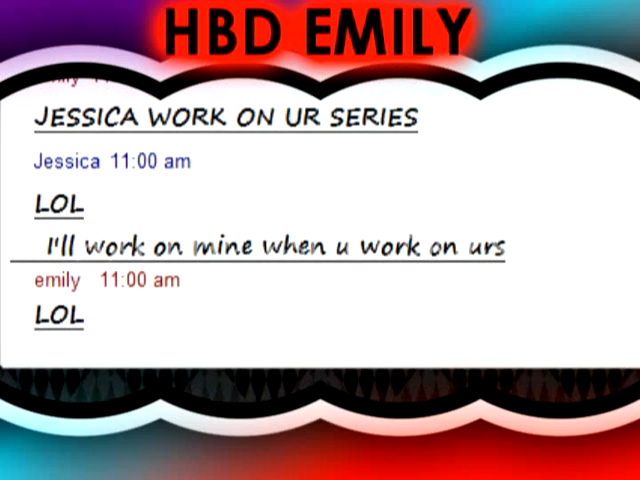 HBD EMILY
JESSICA WORK ON UR SERIES
Jessica 11:00 am
LOL
I'll work on mine when u work on urs
emily 11:00 am
LOL